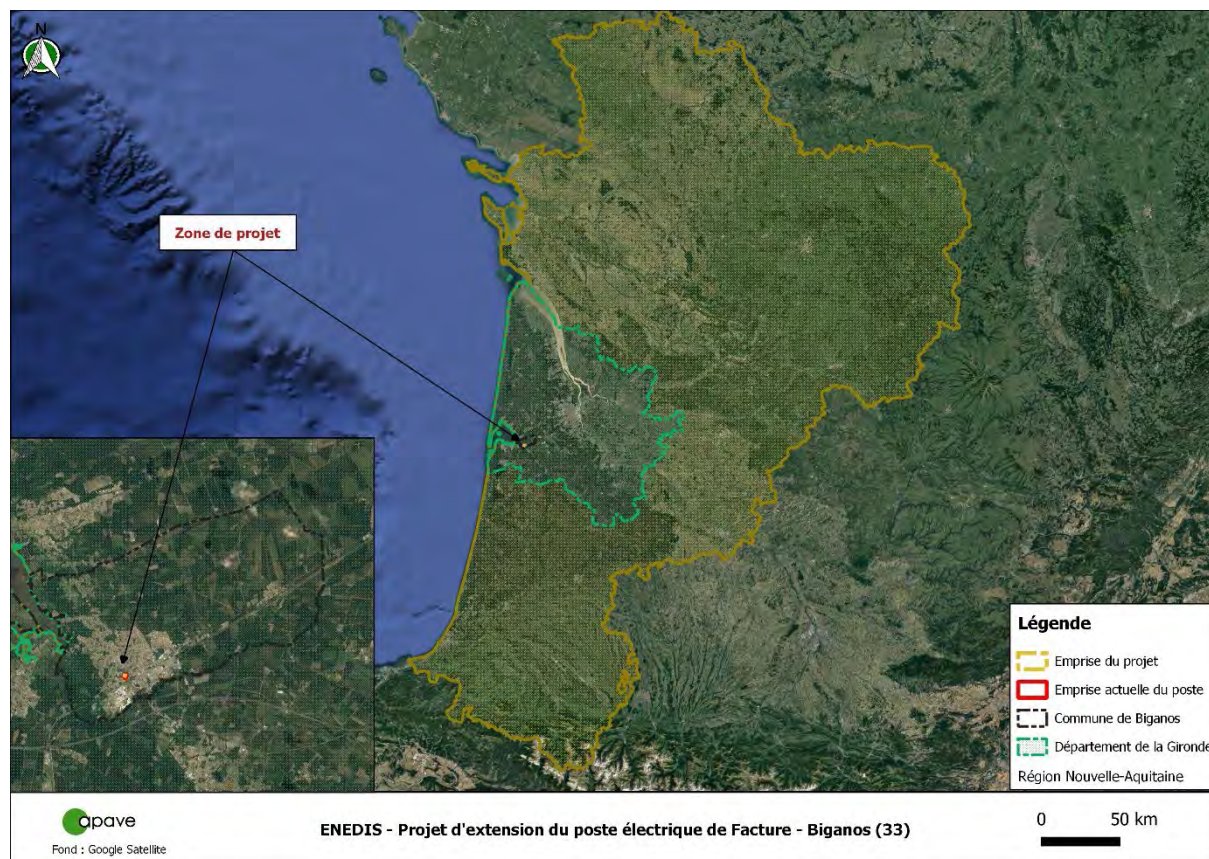 N
Zone de projet
Légende
Emprise du projet
Emprise actuelle du poste
Commune de Biganos
Département de la Gironde
Région Nouvelle-Aquitaine
apave
Fond : Google Satellite
ENEDIS - Projet d'extension du poste électrique de Facture - Biganos (33)
0 50 km